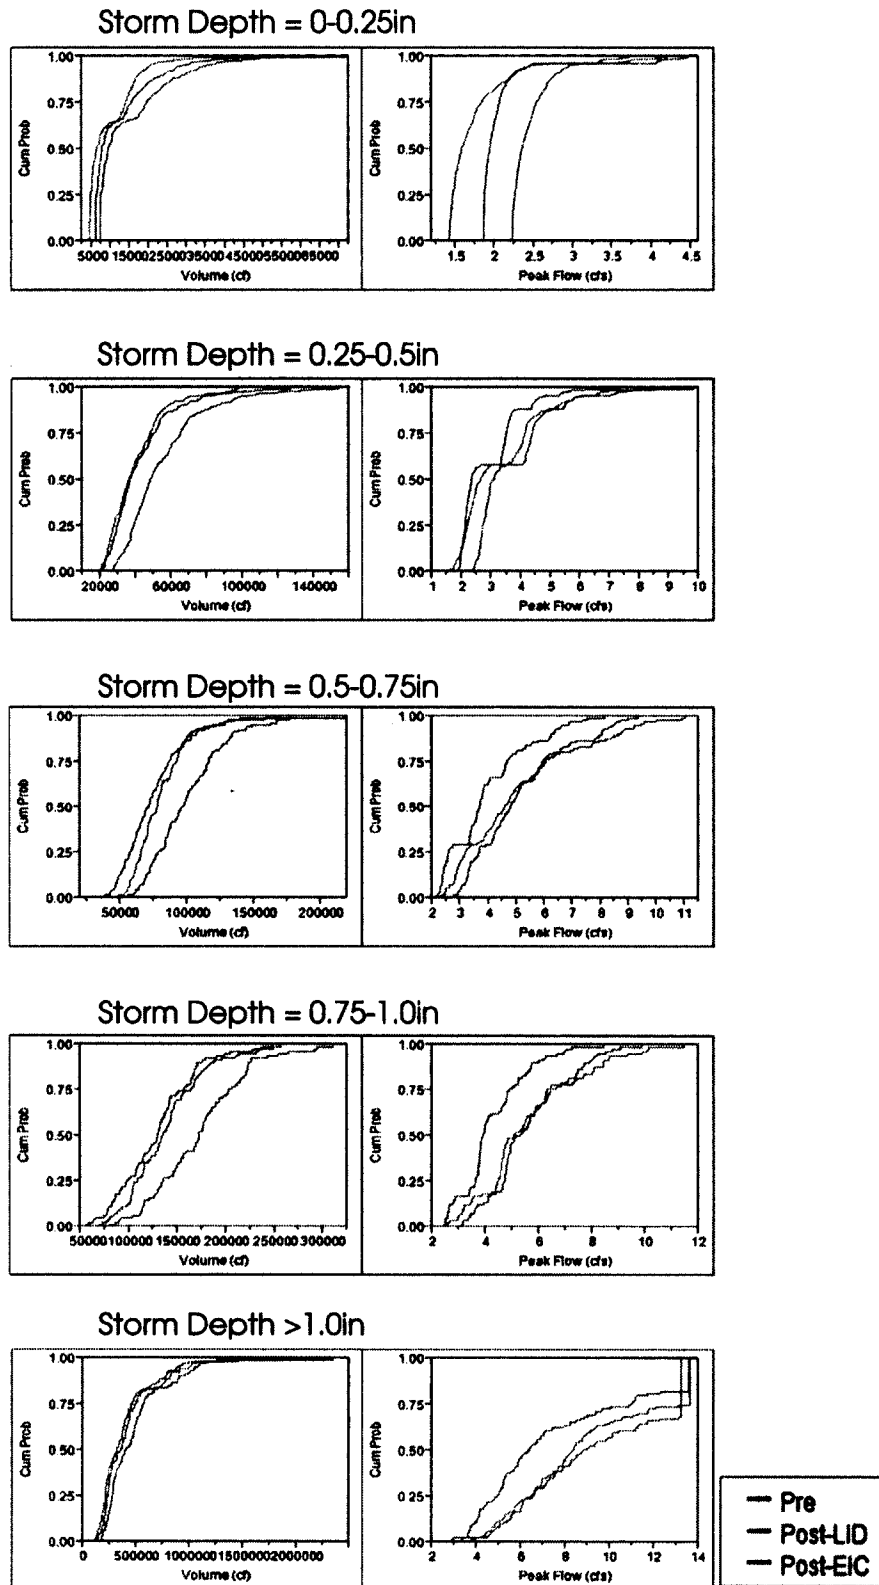 Storm Depth = 0-0.25in
1.00
0.75
0.50
0.25
0.00
Cum Prob
5000 15000 25000 35000 45000 55000 65000
Volume (cf)
1.00
0.75
0.50
0.25
0.00
Cum Prob
1.5 2 2.5 3 3.5 4 4.5
Peak Flow (cfs)
Storm Depth = 0.25-0.5in
1.00
0.75
0.50
0.25
0.00
Cum Prob
20000 60000 100000 140000
Volume (cf)
1.00
0.75
0.50
0.25
0.00
Cum Prob
1 2 3 4 5 6 7 8 9 10
Peak Flow (cfs)
Storm Depth = 0.5-0.75in
1.00
0.75
0.50
0.25
0.00
Cum Prob
50000 100000 150000 200000
Volume (cf)
1.00
0.75
0.50
0.25
0.00
Cum Prob
2 3 4 5 6 7 8 9 10 11
Peak Flow (cfs)
Storm Depth = 0.75-1.0in
1.00
0.75
0.50
0.25
0.00
Cum Prob
50000 100000 150000 200000 250000 300000
Volume (cf)
1.00
0.75
0.50
0.25
0.00
Cum Prob
2 4 6 8 10 12
Peak Flow (cfs)
Storm Depth >1.0in
1.00
0.75
0.50
0.25
0.00
Cum Prob
0 500000 1000000 2000000
Volume (cf)
1.00
0.75
0.50
0.25
0.00
Cum Prob
2 4 6 8 10 12 14
Peak Flow (cfs)
Pre
Post-LID
Post-EIC